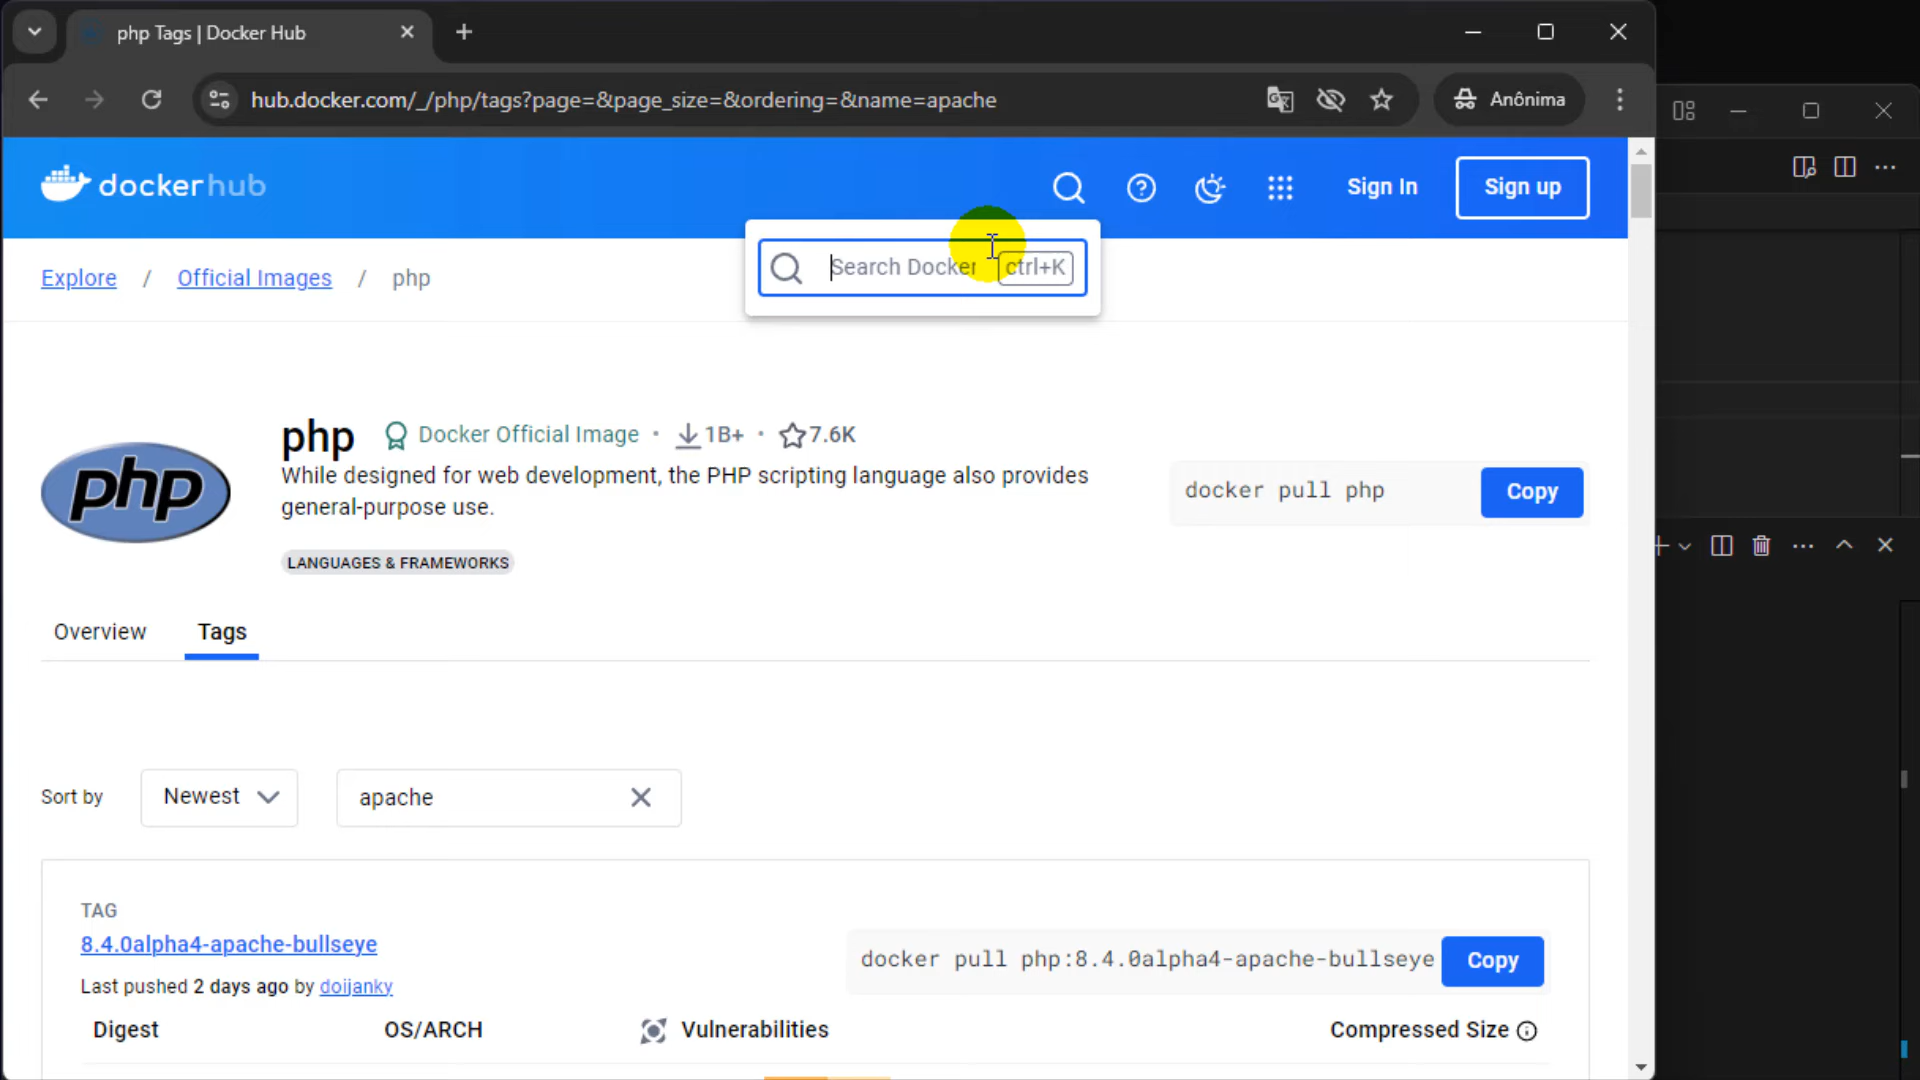 php Tags | Docker Hub
hub.docker.com/_/php/tags?page=&page_size=&ordering=&name=apache
Anônima
dockerhub
Sign In
Sign up
Search Docker
ctrl+K
Explore / Official Images / php
php
php Docker Official Image · 1B+ · 7.6K
While designed for web development, the PHP scripting language also provides
general-purpose use.
LANGUAGES & FRAMEWORKS
docker pull php
Copy
Overview
Tags
Sort by
Newest
apache
TAG
8.4.0alpha4-apache-bullseye
Last pushed 2 days ago by doijanky
docker pull php:8.4.0alpha4-apache-bullseye
Copy
Digest
OS/ARCH
Vulnerabilities
Compressed Size